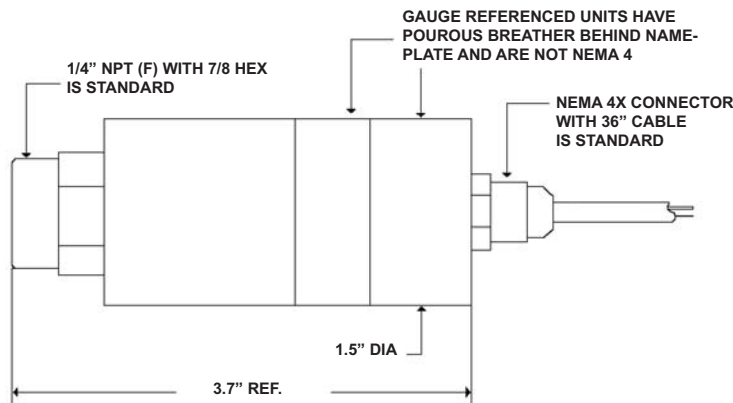 GAUGE REFERENCED UNITS HAVE
POUROUS BREATHER BEHIND NAME-
PLATE AND ARE NOT NEMA 4
1/4” NPT (F) WITH 7/8 HEX
IS STANDARD
NEMA 4X CONNECTOR
WITH 36” CABLE
IS STANDARD
1.5” DIA
3.7” REF.